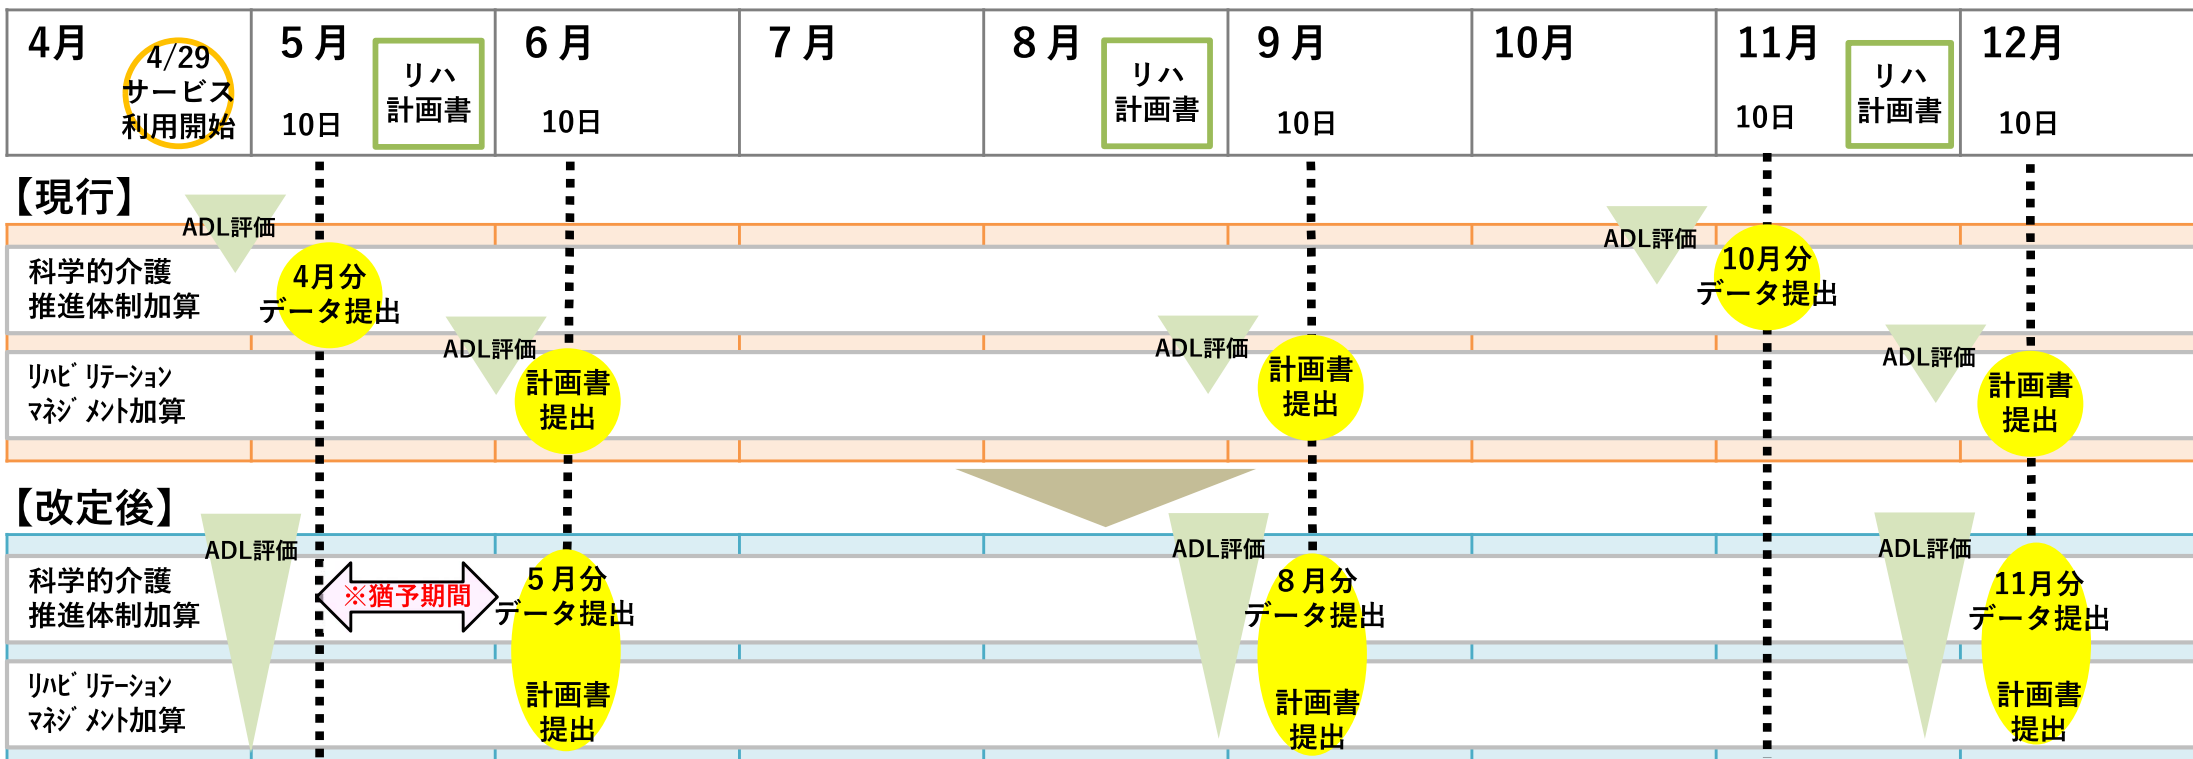 4月
4/29
サービス
利用開始
5月
10日
リハ
計画書
6月
10日
7月
8月
リハ
計画書
9月
10日
10月
11月
10日
リハ
計画書
12月
10日
【現行】
ADL評価
ADL評価
科学的介護
推進体制加算
4月分
データ提出
10月分
データ提出
ADL評価
ADL評価
ADL評価
ﾘﾊﾋﾞﾘﾃｰｼｮﾝ
ﾏﾈｼﾞﾒﾝﾄ加算
計画書
提出
計画書
提出
計画書
提出
【改定後】
ADL評価
ADL評価
ADL評価
科学的介護
推進体制加算
※猶予期間
5月分
データ提出
8月分
データ提出
11月分
データ提出
ﾘﾊﾋﾞﾘﾃｰｼｮﾝ
ﾏﾈｼﾞﾒﾝﾄ加算
計画書
提出
計画書
提出
計画書
提出